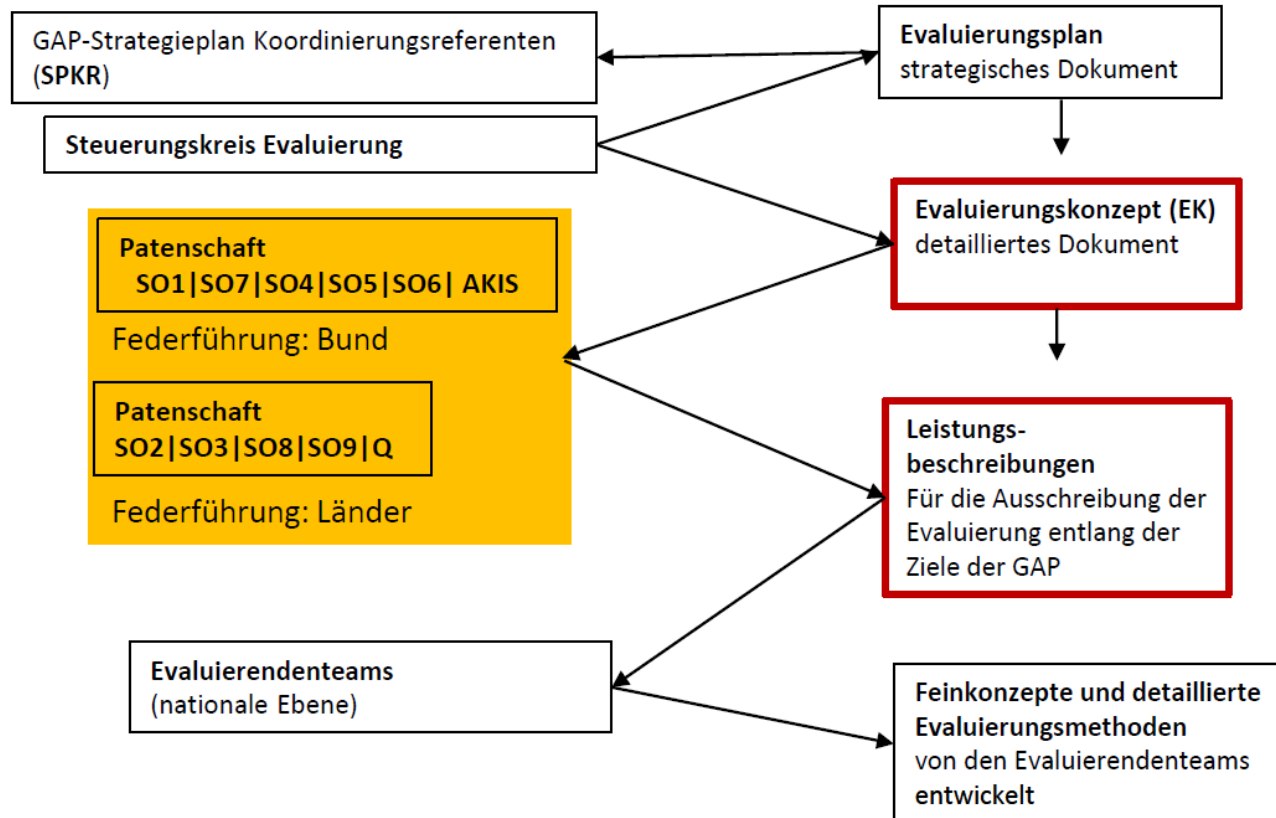 GAP-Strategieplan Koordinierungsreferenten
(SPKR)
Evaluierungsplan
strategisches Dokument
Steuerungskreis Evaluierung
Evaluierungskonzept (EK)
detailliertes Dokument
Patenschaft
SO1|SO7|SO4|SO5|SO6| AKIS
Federführung: Bund
Patenschaft
SO2|SO3|SO8|SO9|Q
Federführung: Länder
Leistungs-
beschreibungen
Für die Ausschreibung der
Evaluierung entlang der
Ziele der GAP
Evaluierendenteams
(nationale Ebene)
Feinkonzepte und detaillierte
Evaluierungsmethoden
von den Evaluierendenteams
entwickelt